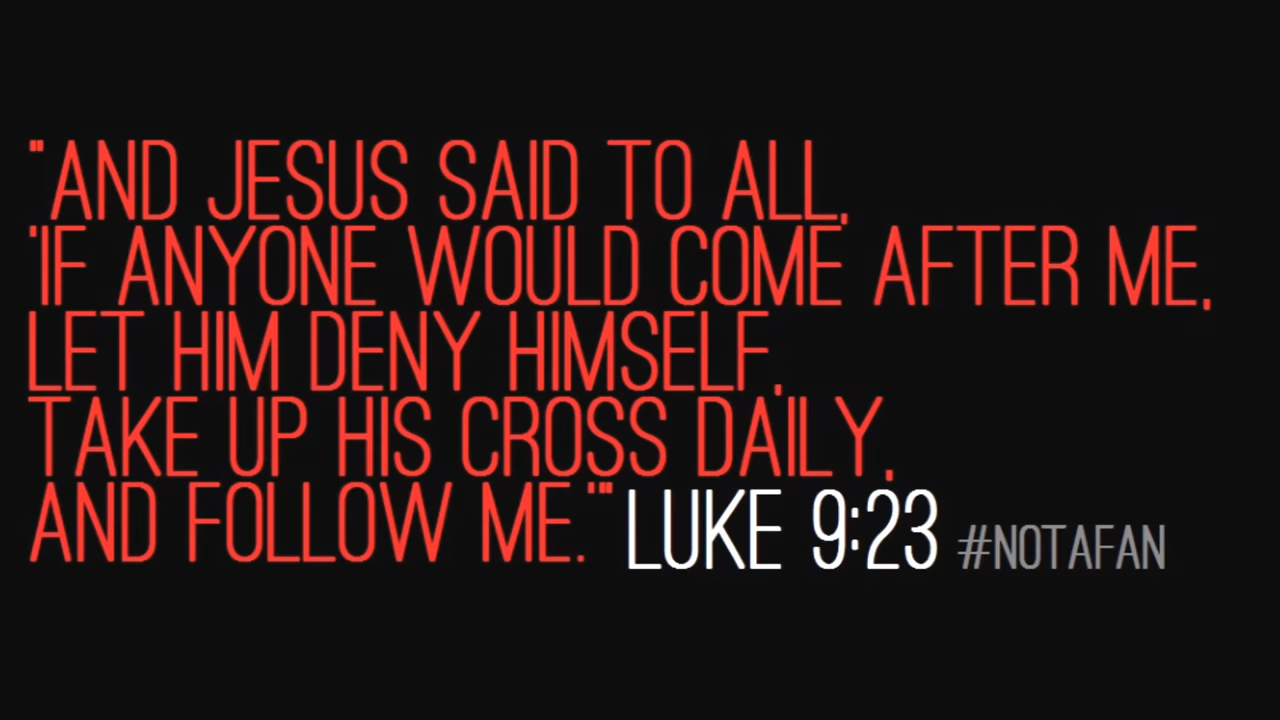 "AND JESUS SAID TO ALL,
'IF ANYONE WOULD COME AFTER ME,
LET HIM DENY HIMSELF,
TAKE UP HIS CROSS DAILY,
AND FOLLOW ME.'" LUKE 9:23 #NOTAFAN